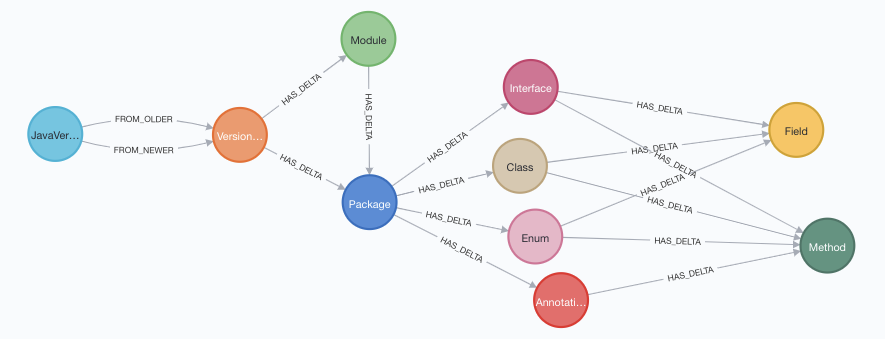 Module
HAS_DELTA
JavaVer…
FROM_OLDER
FROM_NEWER
Version…
HAS_DELTA
HAS_DELTA
Package
HAS_DELTA
HAS_DELTA
HAS_DELTA
HAS_DELTA
Interface
Class
Enum
Annotati…
HAS_DELTA
HAS_DELTA
HAS_DELTA
HAS_DELTA
HAS_DELTA
HAS_DELTA
HAS_DELTA
Field
Method